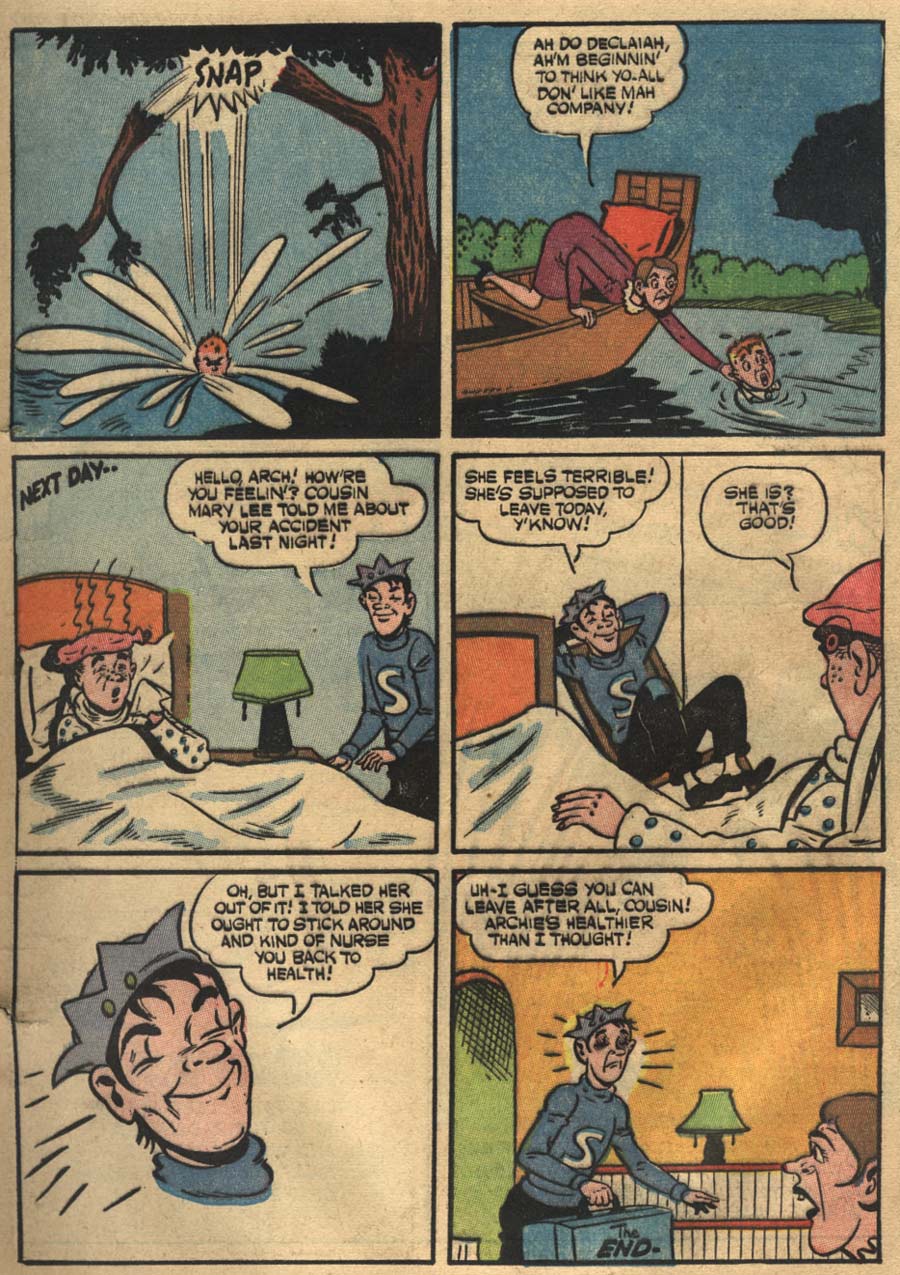 SNAP
AH DO DECLAIAH,
AH'M BEGINNIN'
TO THINK YO-ALL
DON' LIKE MAH
COMPANY!
NEXT DAY..
HELLO, ARCH! HOW'RE
YOU FEELIN'? COUSIN
MARY LEE TOLD ME ABOUT
YOUR ACCIDENT
LAST NIGHT!
S
SHE FEELS TERRIBLE!
SHE'S SUPPOSED TO
LEAVE TODAY,
Y'KNOW!
SHE IS?
THAT'S
GOOD!
S
OH, BUT I TALKED HER
OUT OF IT! I TOLD HER SHE
OUGHT TO STICK AROUND
AND KIND OF NURSE
YOU BACK TO
HEALTH!
UH-I GUESS YOU CAN
LEAVE AFTER ALL, COUSIN!
ARCHIE'S HEALTHIER
THAN I THOUGHT!
S
The
END-
11